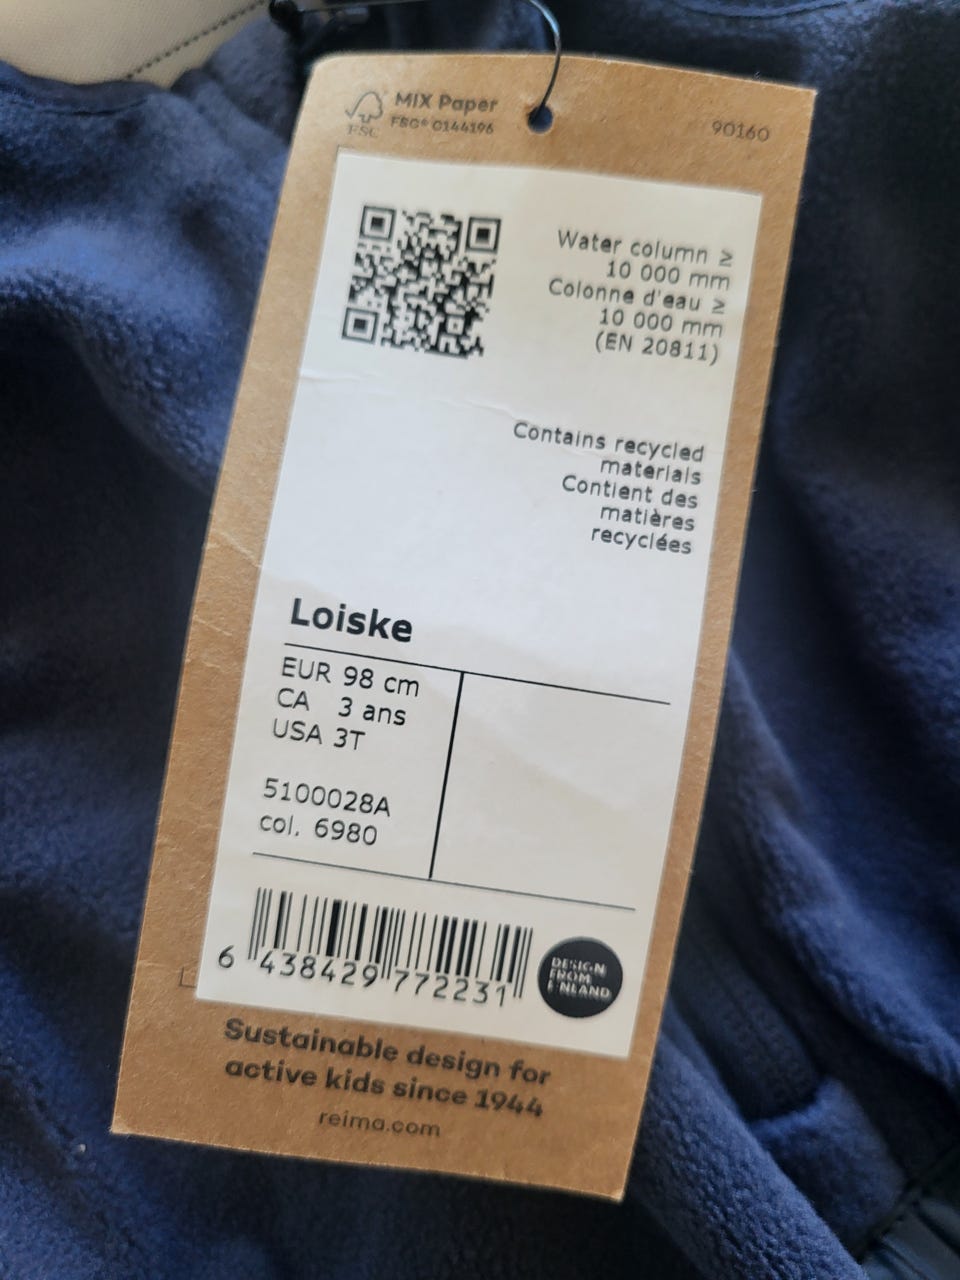 MIX Paper
FSC® C144196
FSC
90160
Water column ≥
10 000 mm
Colonne d'eau ≥
10 000 mm
(EN 20811)
Contains recycled
materials
Contient des
matières
recyclées
Loiske
EUR 98 cm
CA 3 ans
USA 3T
5100028A
col. 6980
6 438429 772231
DESIGN
FROM
FINLAND
Sustainable design for
active kids since 1944
reima.com